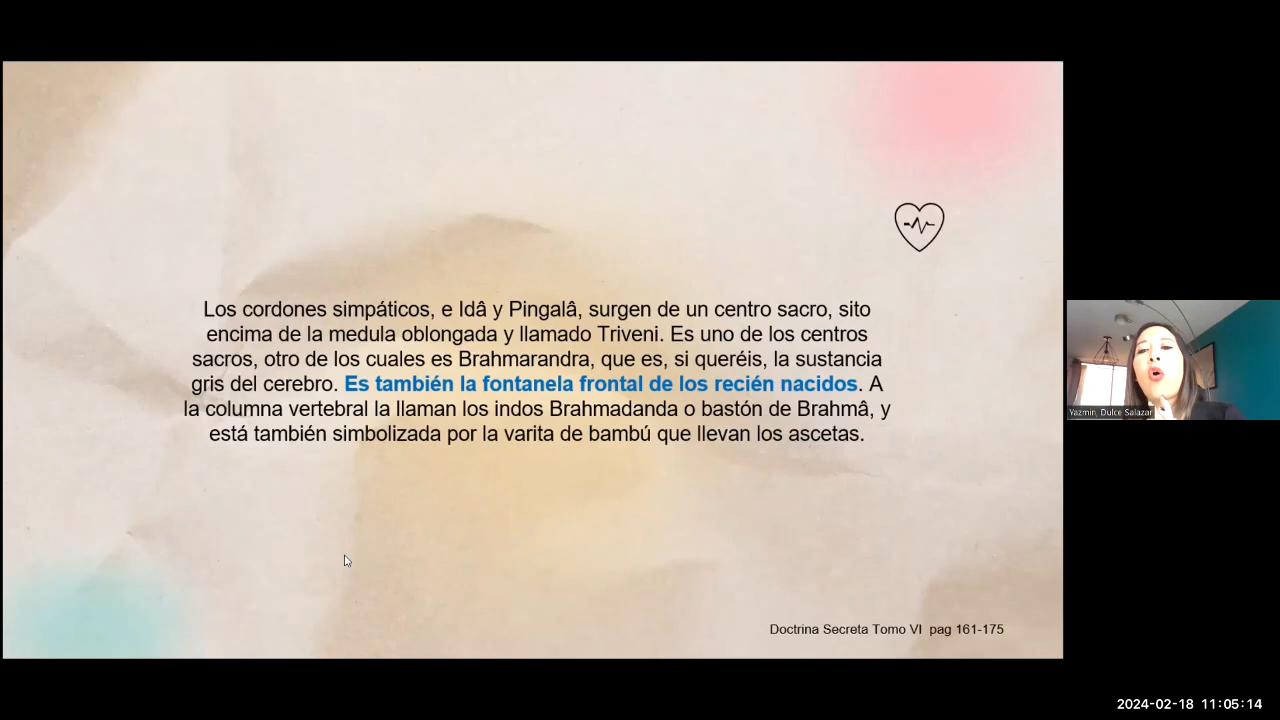 Los cordones simpáticos, e Idâ y Pingalâ, surgen de un centro sacro, sito
encima de la medula oblongada y llamado Triveni. Es uno de los centros
sacros, otro de los cuales es Brahmarandra, que es, si queréis, la sustancia
gris del cerebro. Es también la fontanela frontal de los recién nacidos. A
la columna vertebral la llaman los indos Brahmadanda o bastón de Brahmâ, y
está también simbolizada por la varita de bambú que llevan los ascetas.
Yazmin, Dulce Salazar
Doctrina Secreta Tomo VI pag 161-175
2024-02-18 11:05:14